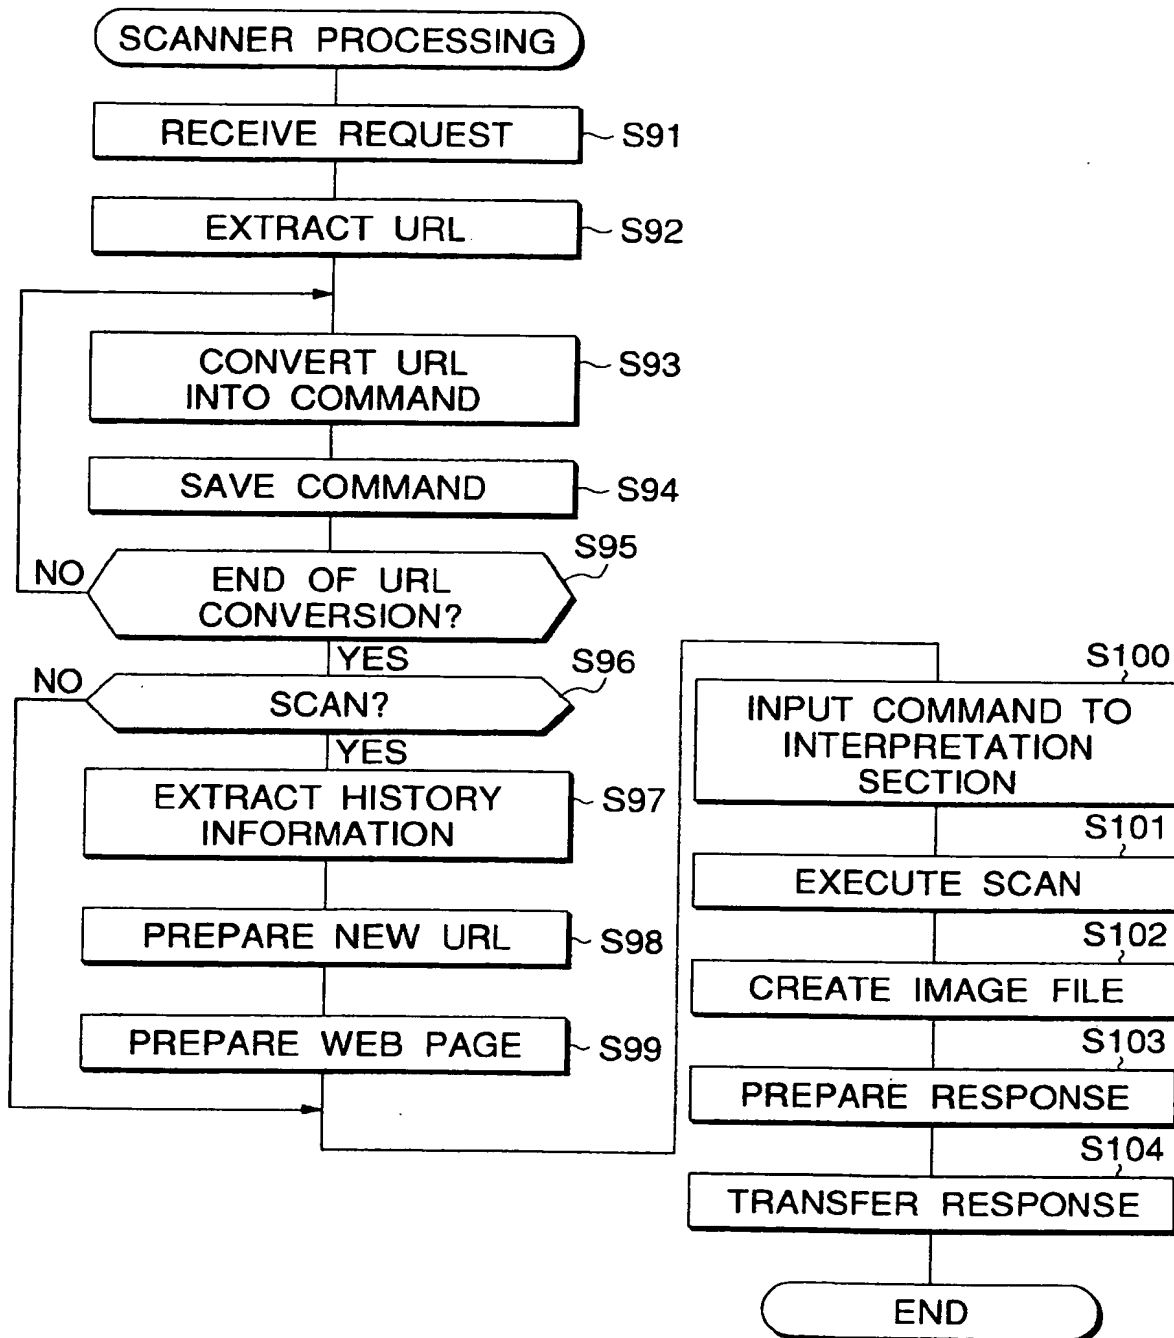 SCANNER PROCESSING
RECEIVE REQUEST
S91
EXTRACT URL
S92
CONVERT URL
INTO COMMAND
S93
SAVE COMMAND
S94
END OF URL
CONVERSION?
S95
NO
YES
SCAN?
S96
NO
YES
EXTRACT HISTORY
INFORMATION
S97
PREPARE NEW URL
S98
PREPARE WEB PAGE
S99
S100
INPUT COMMAND TO
INTERPRETATION
SECTION
S101
EXECUTE SCAN
S102
CREATE IMAGE FILE
S103
PREPARE RESPONSE
S104
TRANSFER RESPONSE
END